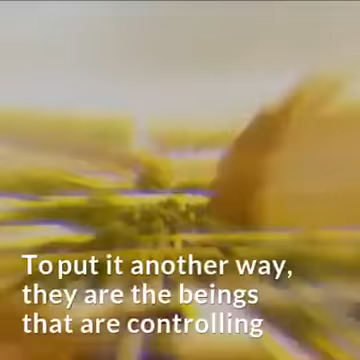 To put it another way,
they are the beings
that are controlling